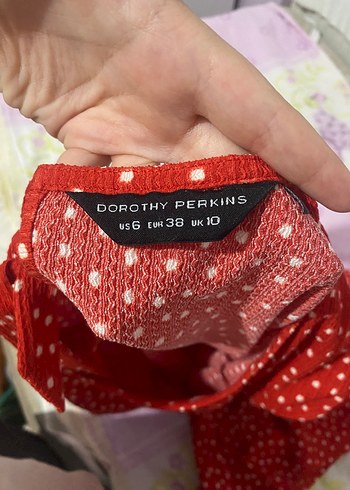 DOROTHY PERKINS
US 6 EUR 38 UK 10